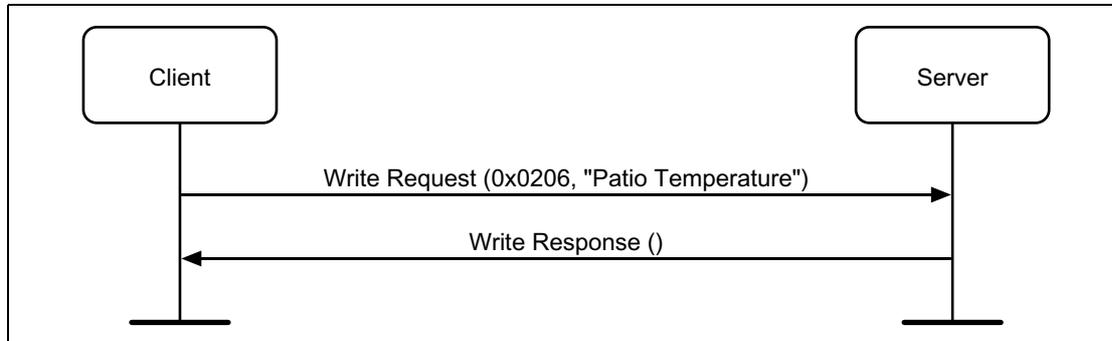 Client
Server
Write Request (0x0206, "Patio Temperature")
Write Response ()